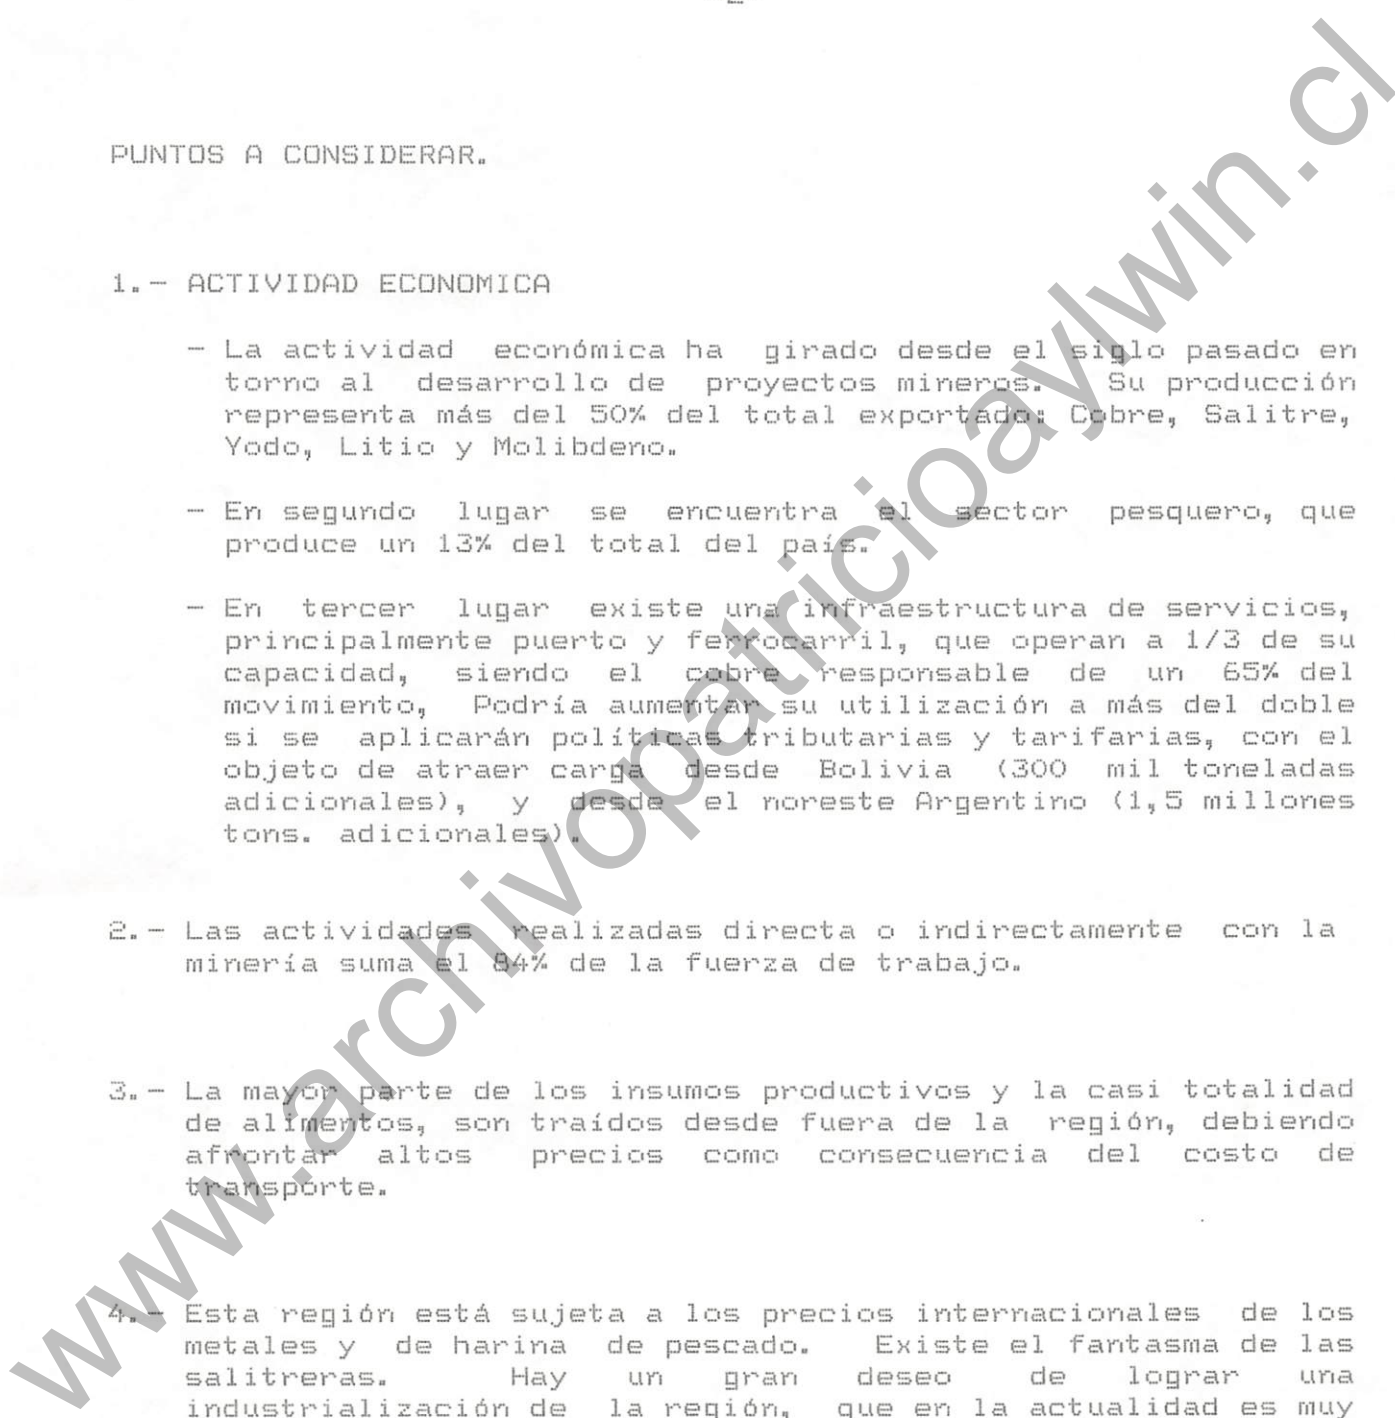 PUNTOS A CONSIDERAR.
1.- ACTIVIDAD ECONOMICA
- La actividad económica ha girado desde el siglo pasado en
torno al desarrollo de proyectos mineros. Su producción
representa más del 50% del total exportado: Cobre, Salitre,
Yodo, Litio y Molibdeno.
- En segundo lugar se encuentra el sector pesquero, que
produce un 13% del total del país.
- En tercer lugar existe una infraestructura de servicios,
principalmente puerto y ferrocarril, que operan a 1/3 de su
capacidad, siendo el cobre responsable de un 65% del
movimiento, Podría aumentar su utilización a más del doble
si se aplicarán políticas tributarias y tarifarias, con el
objeto de atraer carga desde Bolivia (300 mil toneladas
adicionales), y desde el noreste Argentino (1,5 millones
tons. adicionales).
2.- Las actividades realizadas directa o indirectamente con la
minería suma el 84% de la fuerza de trabajo.
3.- La mayor parte de los insumos productivos y la casi totalidad
de alimentos, son traídos desde fuera de la región, debiendo
afrontar altos precios como consecuencia del costo de
transporte.
4.- Esta región está sujeta a los precios internacionales de los
metales y de harina de pescado. Existe el fantasma de las
salitreras. Hay un gran deseo de lograr una
industrialización de la región, que en la actualidad es muy
www.archivopatricioaylwin.cl